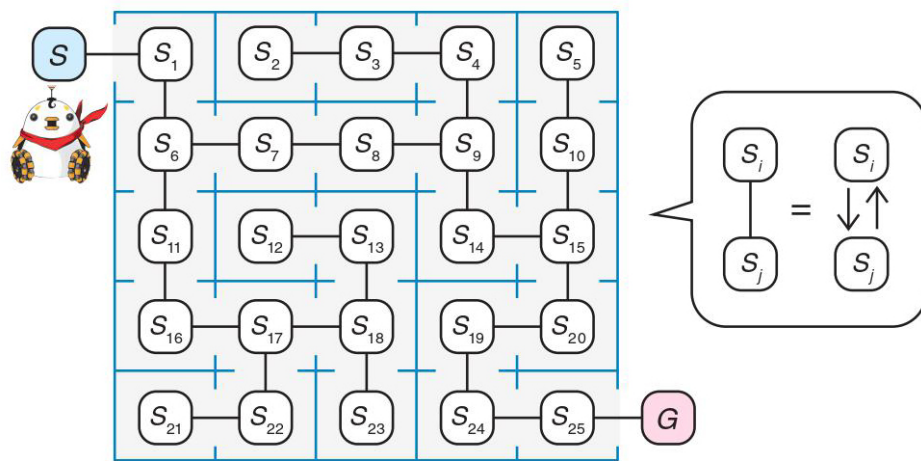 S S₁ S₂ S₃ S₄ S₅
S₆ S₇ S₈ S₉ S₁₀
S₁₁ S₁₂ S₁₃ S₁₄ S₁₅
S₁₆ S₁₇ S₁₈ S₁₉ S₂₀
S₂₁ S₂₂ S₂₃ S₂₄ S₂₅ G
Sᵢ = Sᵢ
Sⱼ Sⱼ